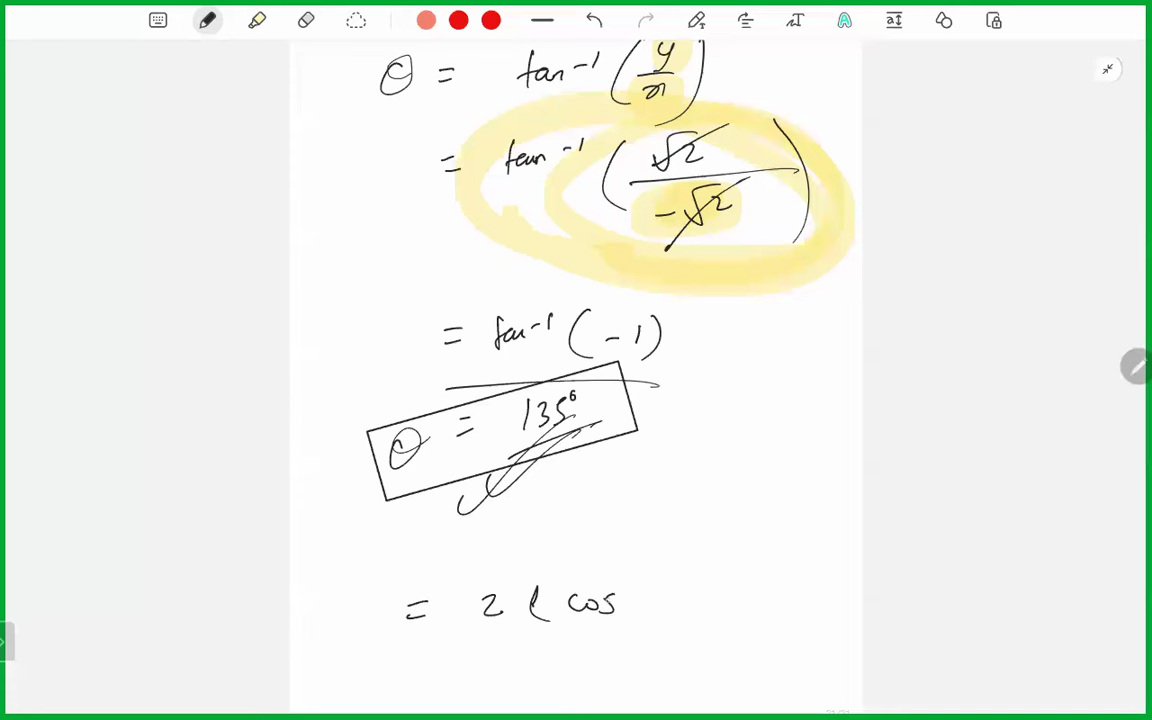 θ = tan-1 (y/x)
= tan-1 (√2/-√2)
= tan-1 (-1)
θ = 135°
= 2 ( cos